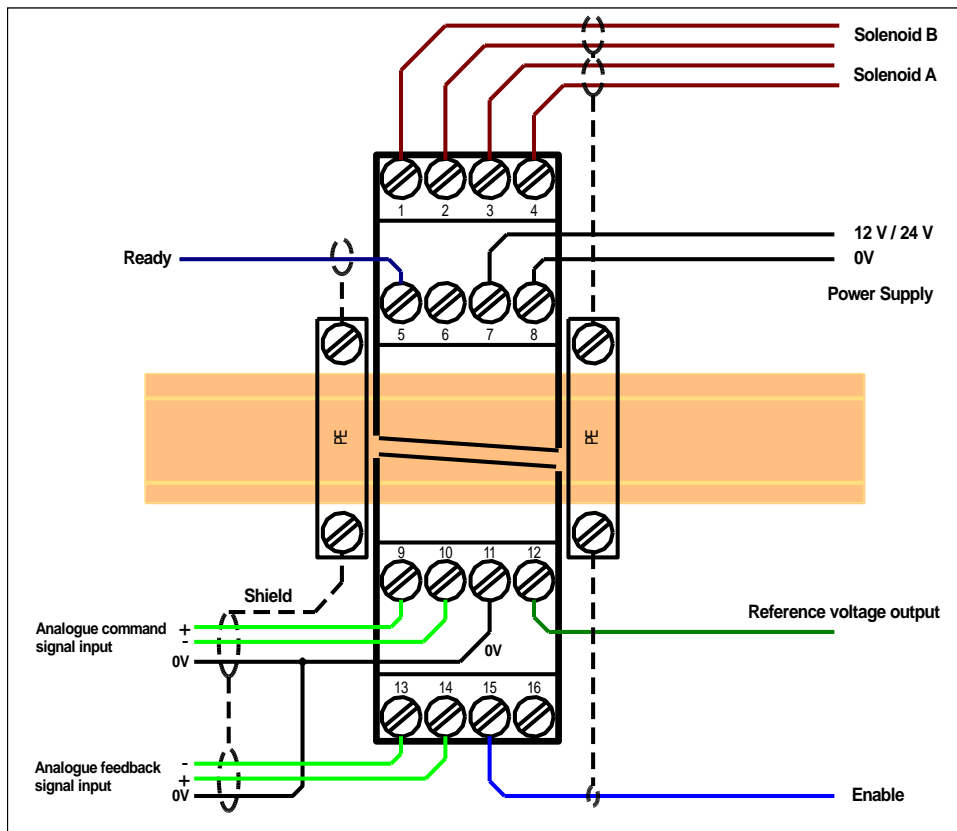 Solenoid B
Solenoid A
1 2 3 4
12 V / 24 V
Ready
0V
Power Supply
5 6 7 8
PE PE
9 10 11 12
Shield
Analogue command
signal input
+
-
0V
0V
Reference voltage output
13 14 15 16
Analogue feedback
signal input
-
+
0V
Enable